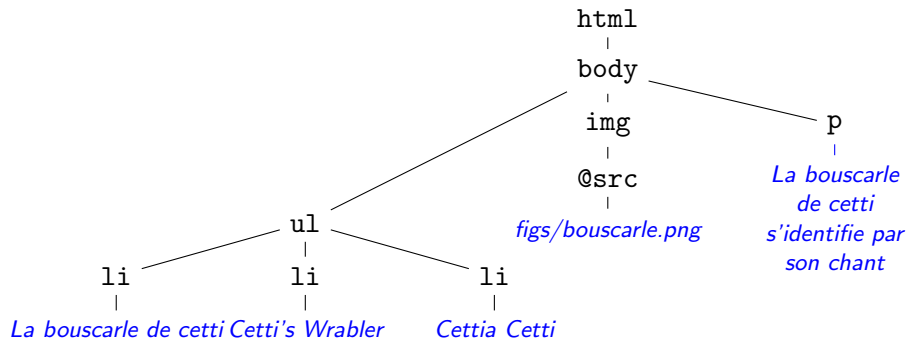 html
body
img
p
@src
La bouscarle
de cetti
s'identifie par
son chant
figs/bouscarle.png
ul
li li li
La bouscarle de cetti Cetti's Wrabler Cettia Cetti